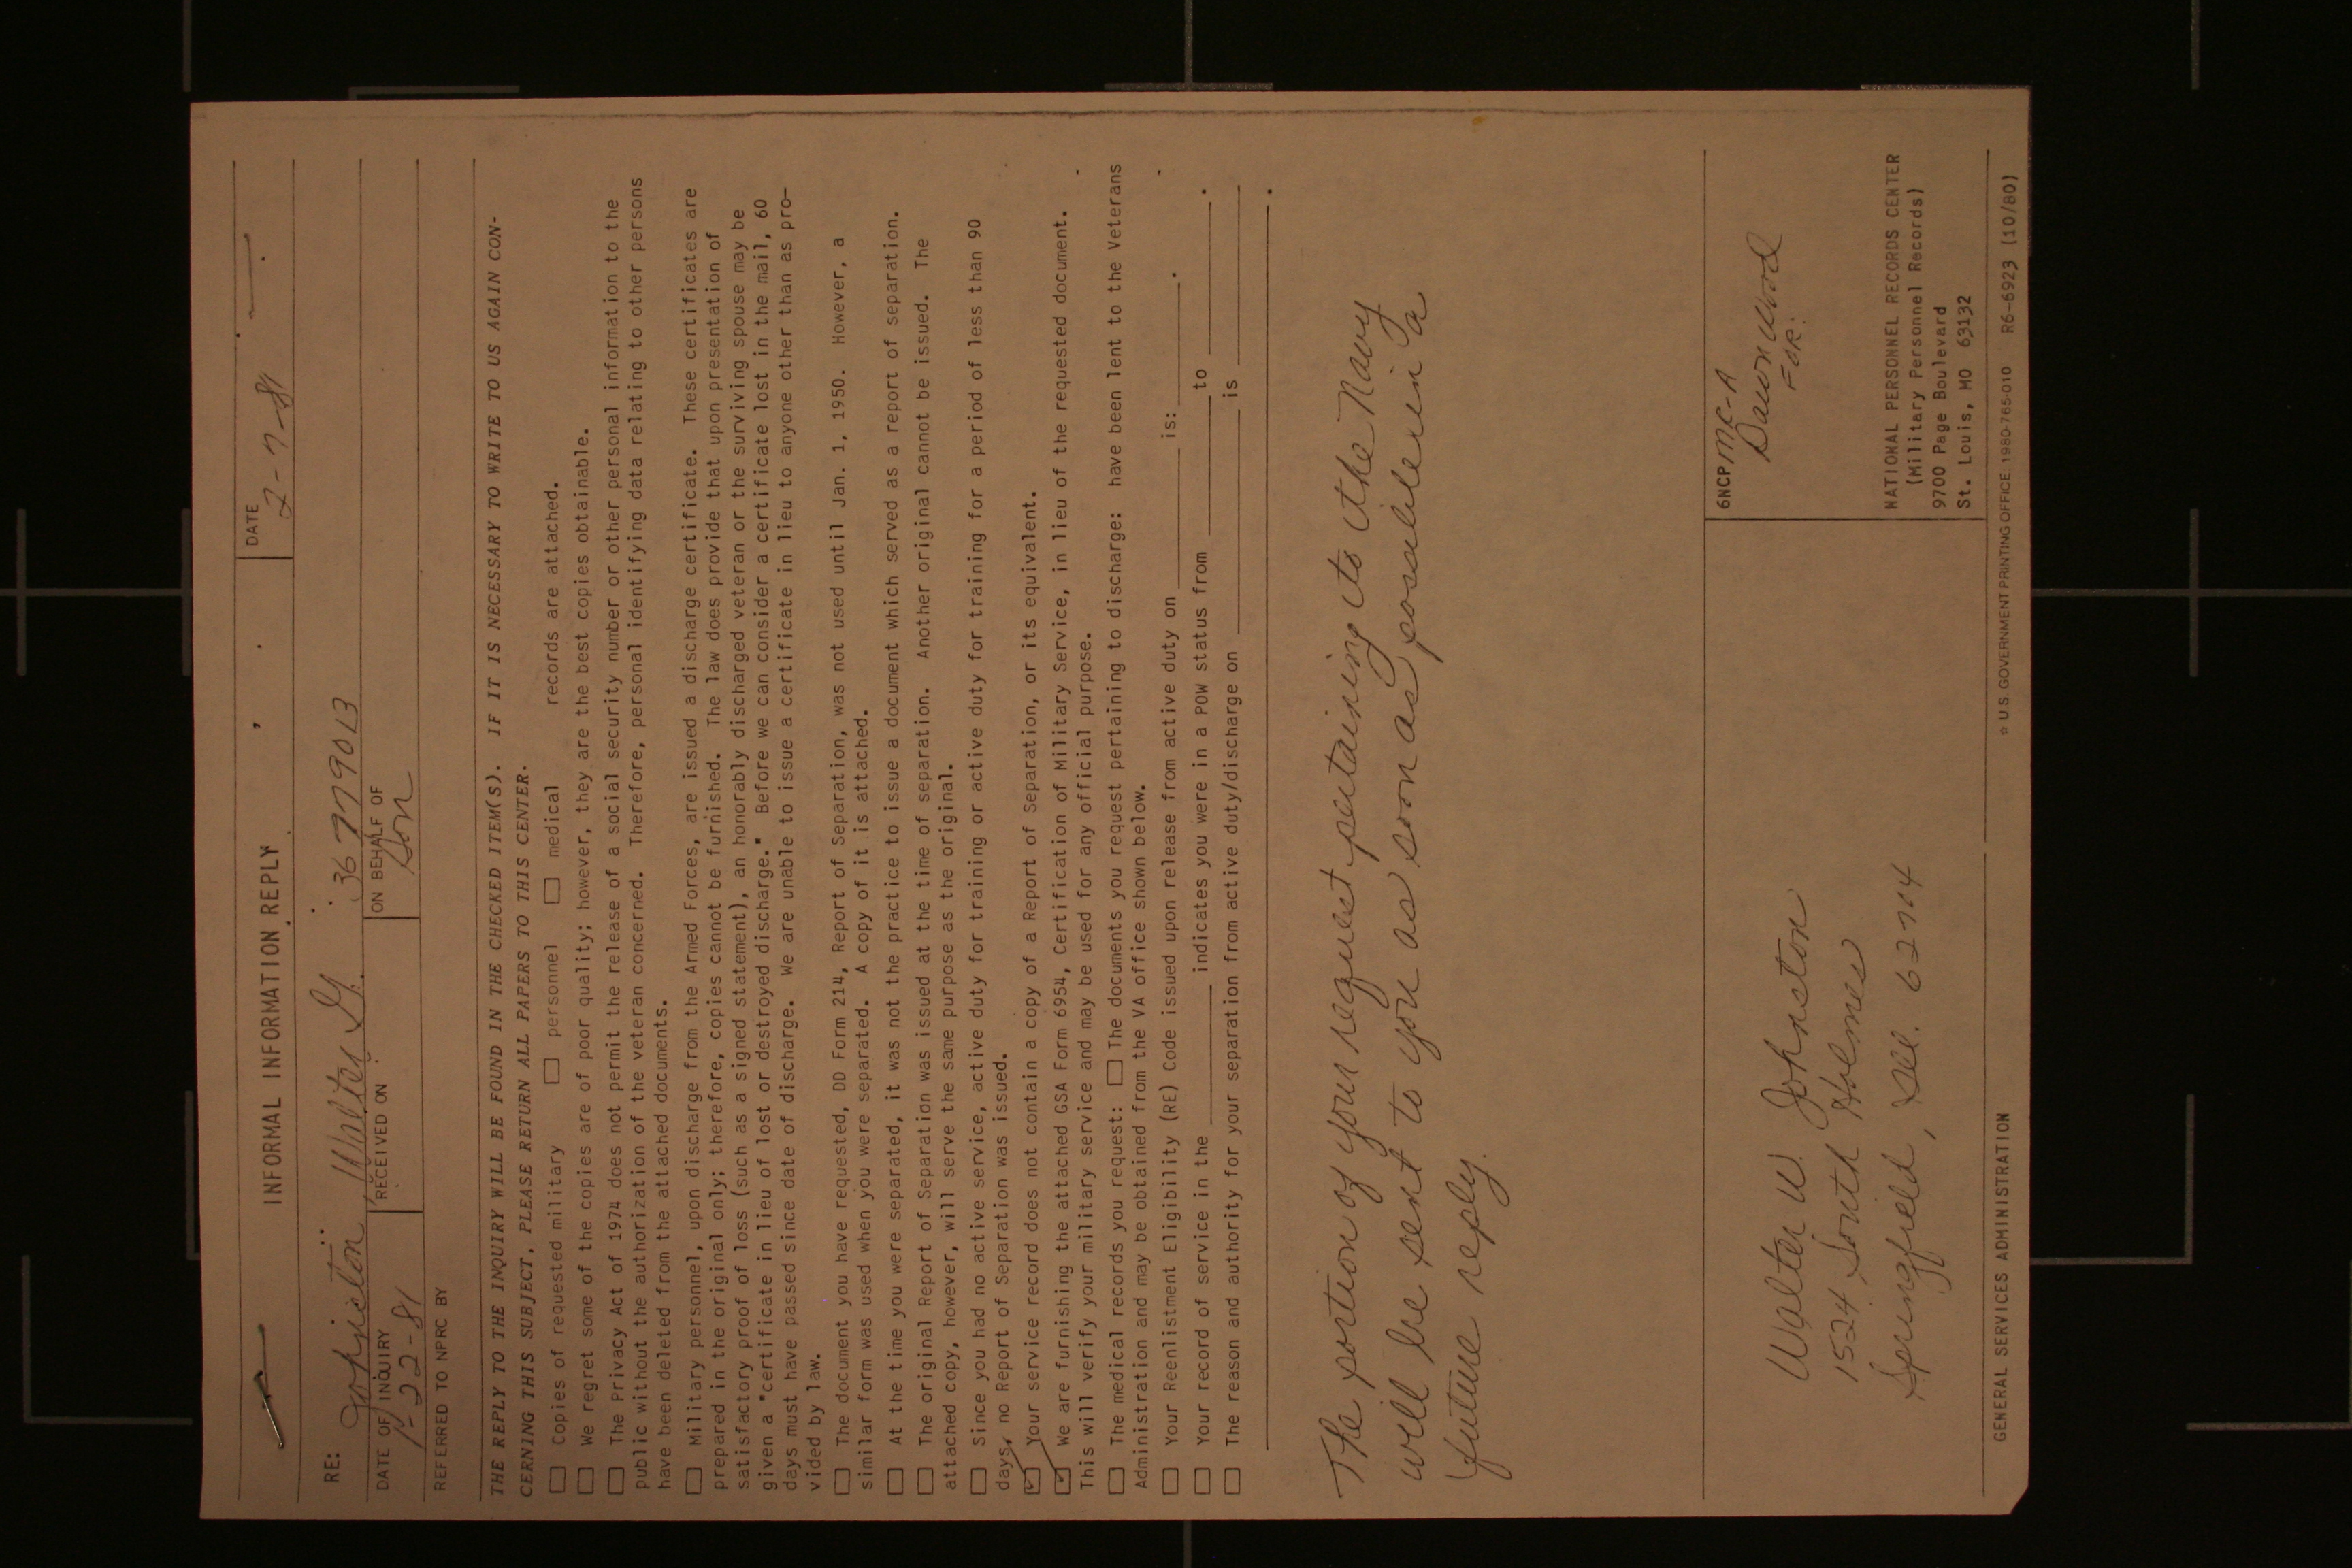 INFORMAL INFORMATION REPLY
DATE
2-7-81
RE: Johnston, Walter G. 36779013
DATE OF INQUIRY
1-22-81
RECEIVED ON
ON BEHALF OF
Son
REFERRED TO NPRC BY
THE REPLY TO THE INQUIRY WILL BE FOUND IN THE CHECKED ITEM(S). IF IT IS NECESSARY TO WRITE TO US AGAIN CON-
CERNING THIS SUBJECT, PLEASE RETURN ALL PAPERS TO THIS CENTER.
☐ Copies of requested military ☐ personnel ☐ medical records are attached.
☐ We regret some of the copies are of poor quality; however, they are the best copies obtainable.
☐ The Privacy Act of 1974 does not permit the release of a social security number or other personal information to the
public without the authorization of the veteran concerned. Therefore, personal identifying data relating to other persons
have been deleted from the attached documents.
☐ Military personnel, upon discharge from the Armed Forces, are issued a discharge certificate. These certificates are
prepared in the original only; therefore, copies cannot be furnished. The law does provide that upon presentation of
satisfactory proof of loss (such as a signed statement), an honorably discharged veteran or the surviving spouse may be
given a "certificate in lieu of lost or destroyed discharge." Before we can consider a certificate lost in the mail, 60
days must have passed since date of discharge. We are unable to issue a certificate in lieu to anyone other than as pro-
vided by law.
☐ The document you have requested, DD Form 214, Report of Separation, was not used until Jan. 1, 1950. However, a
similar form was used when you were separated. A copy of it is attached.
☐ At the time you were separated, it was not the practice to issue a document which served as a report of separation.
☐ The original Report of Separation was issued at the time of separation. Another original cannot be issued. The
attached copy, however, will serve the same purpose as the original.
☐ Since you had no active service, active duty for training or active duty for training for a period of less than 90
days, no Report of Separation was issued.
☑ Your service record does not contain a copy of a Report of Separation, or its equivalent.
☑ We are furnishing the attached GSA Form 6954, Certification of Military Service, in lieu of the requested document.
This will verify your military service and may be used for any official purpose.
☐ The medical records you request: ☐ The documents you request pertaining to discharge: have been lent to the Veterans
Administration and may be obtained from the VA office shown below.
☐ Your Reenlistment Eligibility (RE) Code issued upon release from active duty on ______ is: ______.
☐ Your record of service in the ______ indicates you were in a POW status from ______ to ______.
☐ The reason and authority for your separation from active duty/discharge on ______ is ______
The portion of your request pertaining to the Navy
will be sent to you as soon as possible in a
future reply.
Walter W. Johnston
1524 South Holmes
Springfield, Ill. 62704
6NCP MR-A
Dawn Wood
FOR:
NATIONAL PERSONNEL RECORDS CENTER
(Military Personnel Records)
9700 Page Boulevard
St. Louis, MO 63132
GENERAL SERVICES ADMINISTRATION
☆ U.S. GOVERNMENT PRINTING OFFICE: 1980-765-010 R6-6923 (10/80)